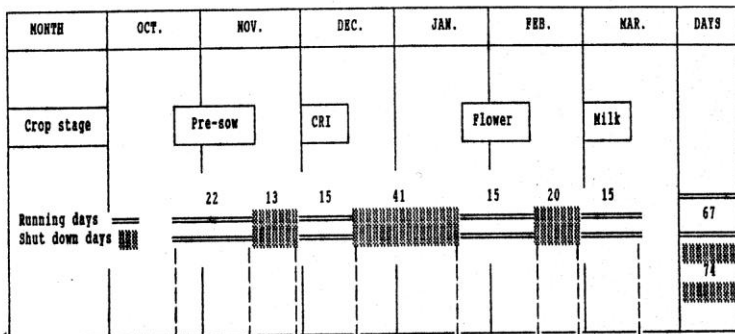 MONTH OCT. NOV. DEC. JAN. FEB. MAR. DAYS
Crop stage Pre-sow CRI Flower Milk
22 13 15 41 15 20 15
Running days 67
Shut down days
74